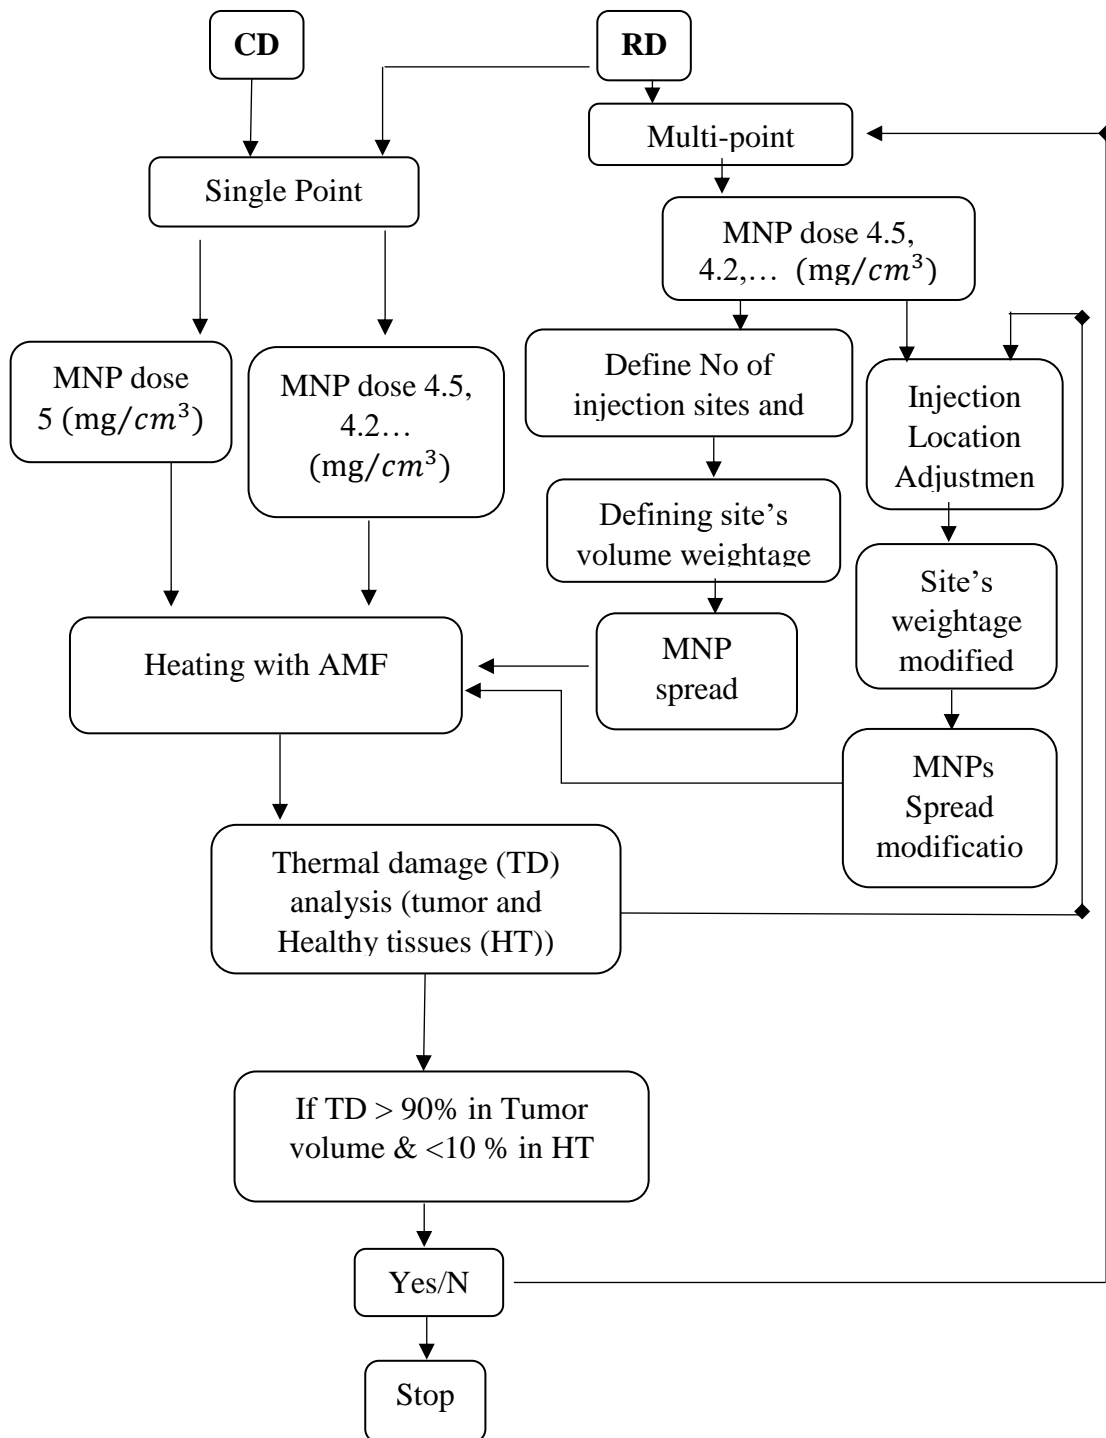 CD
RD
Multi-point
Single Point
MNP dose 4.5,
4.2,… (mg/cm³)
MNP dose
5 (mg/cm³)
MNP dose 4.5,
4.2…
(mg/cm³)
Define No of
injection sites and
Injection
Location
Adjustmen
Defining site’s
volume weightage
Site’s
weightage
modified
Heating with AMF
MNP
spread
MNPs
Spread
modificatio
Thermal damage (TD)
analysis (tumor and
Healthy tissues (HT))
If TD > 90% in Tumor
volume & <10 % in HT
Yes/N
Stop